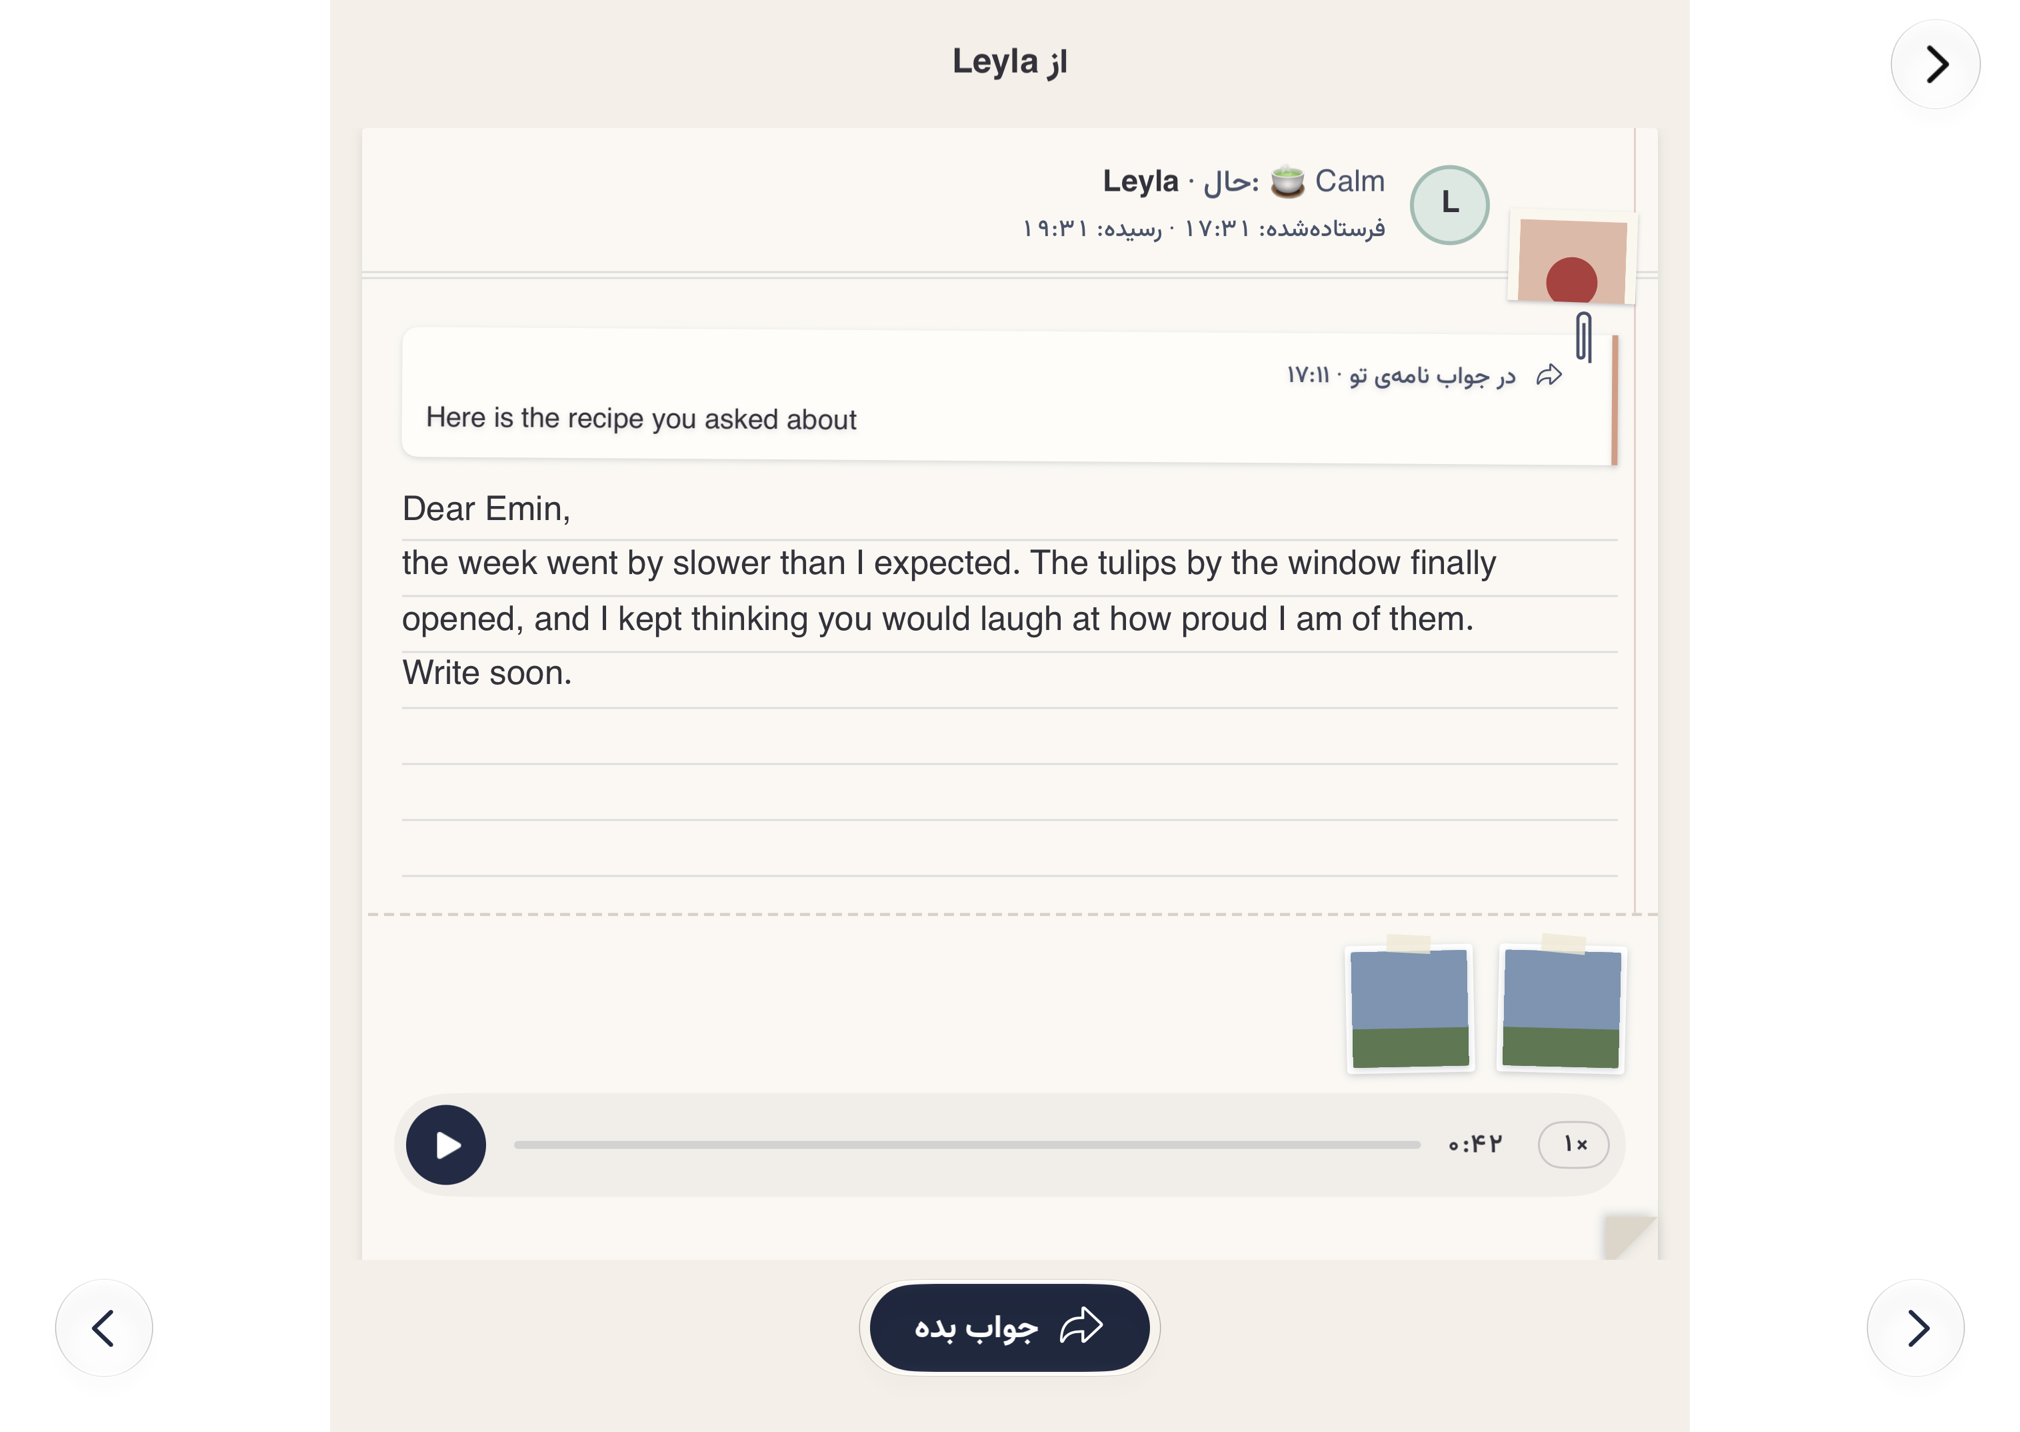 از Leyla
L
Leyla · حال: 🍵 Calm
فرستاده‌شده: ۱۷:۳۱ · رسیده: ۱۹:۳۱
در جواب نامه‌ی تو · ۱۷:۱۱
Here is the recipe you asked about
Dear Emin,
the week went by slower than I expected. The tulips by the window finally
opened, and I kept thinking you would laugh at how proud I am of them.
Write soon.
۰:۴۲
۱×
جواب بده